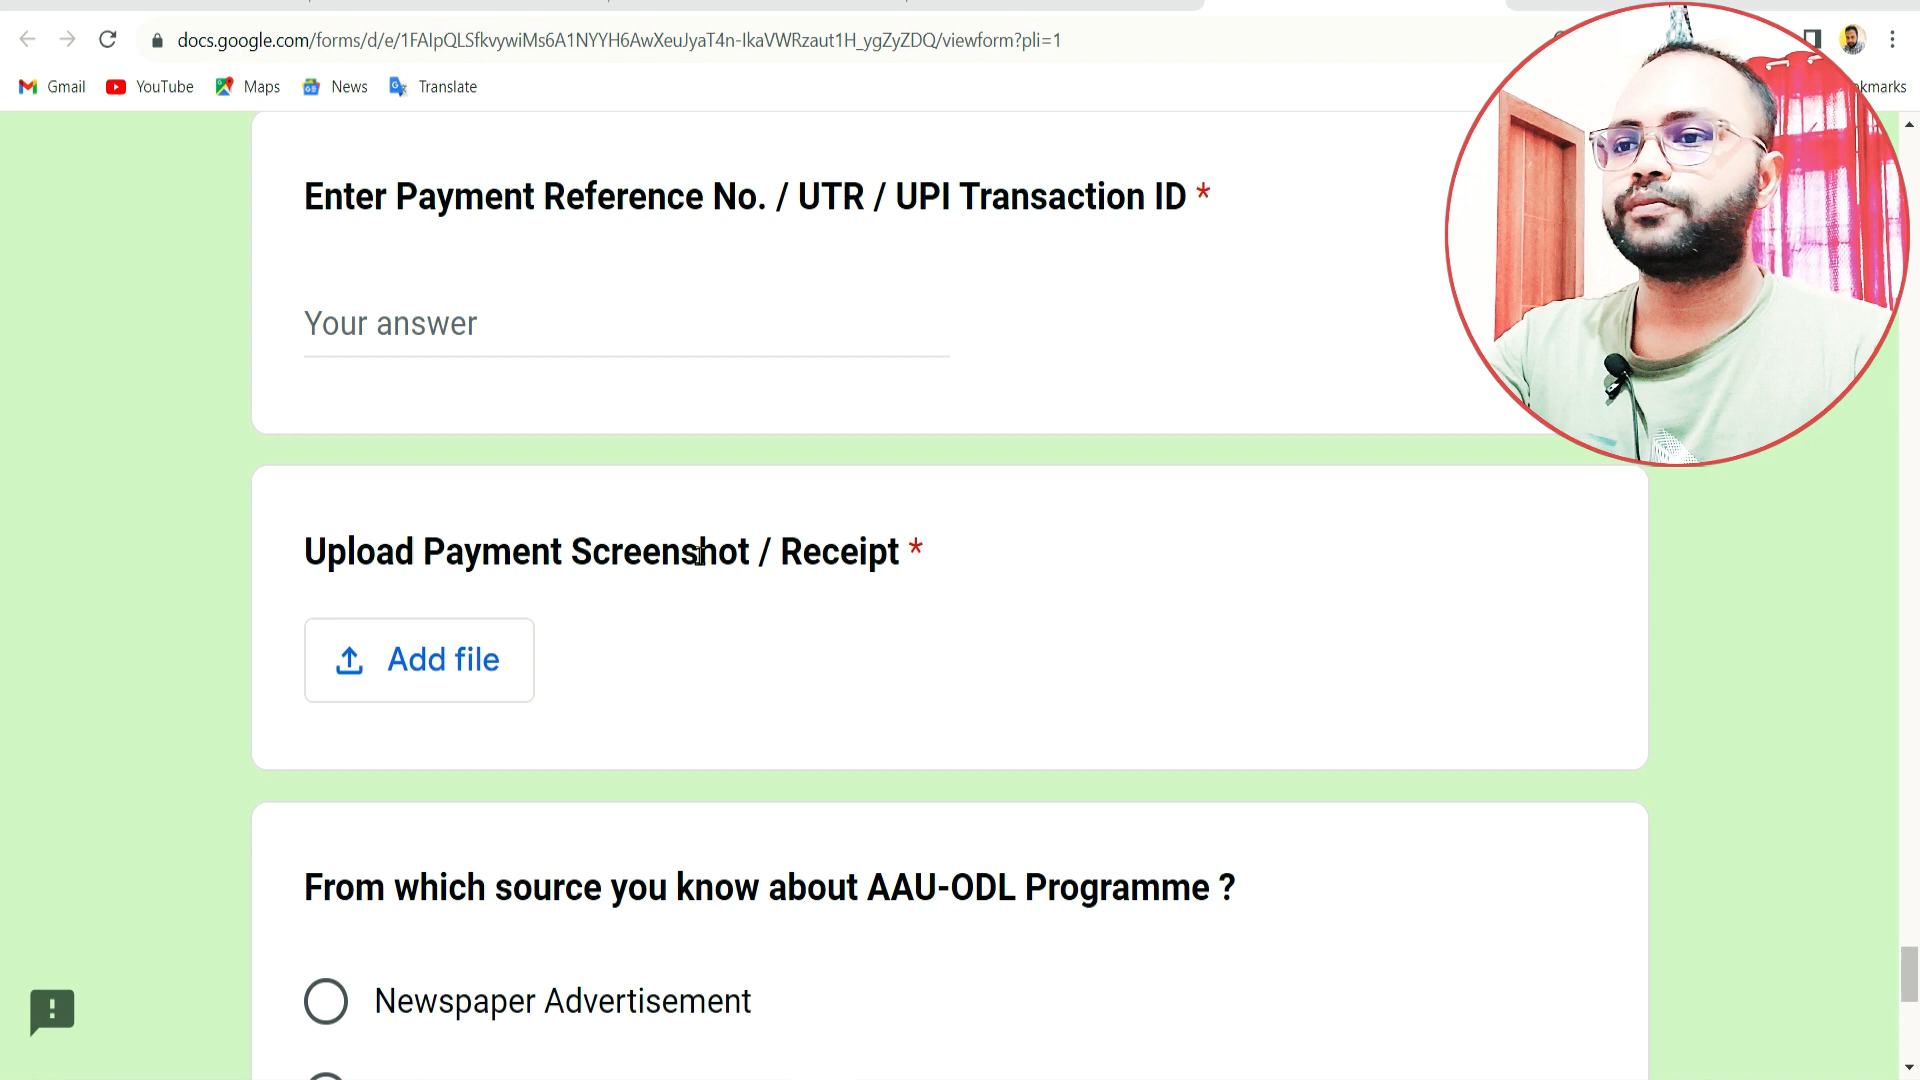 docs.google.com/forms/d/e/1FAIpQLSfkvywiMs6A1NYYH6AwXeuJyaT4n-IkaVWRzaut1H_ygZyZDQ/viewform?pli=1
Gmail YouTube Maps News Translate kmarks
Enter Payment Reference No. / UTR / UPI Transaction ID *
Your answer
Upload Payment Screenshot / Receipt *
Add file
From which source you know about AAU-ODL Programme ?
Newspaper Advertisement